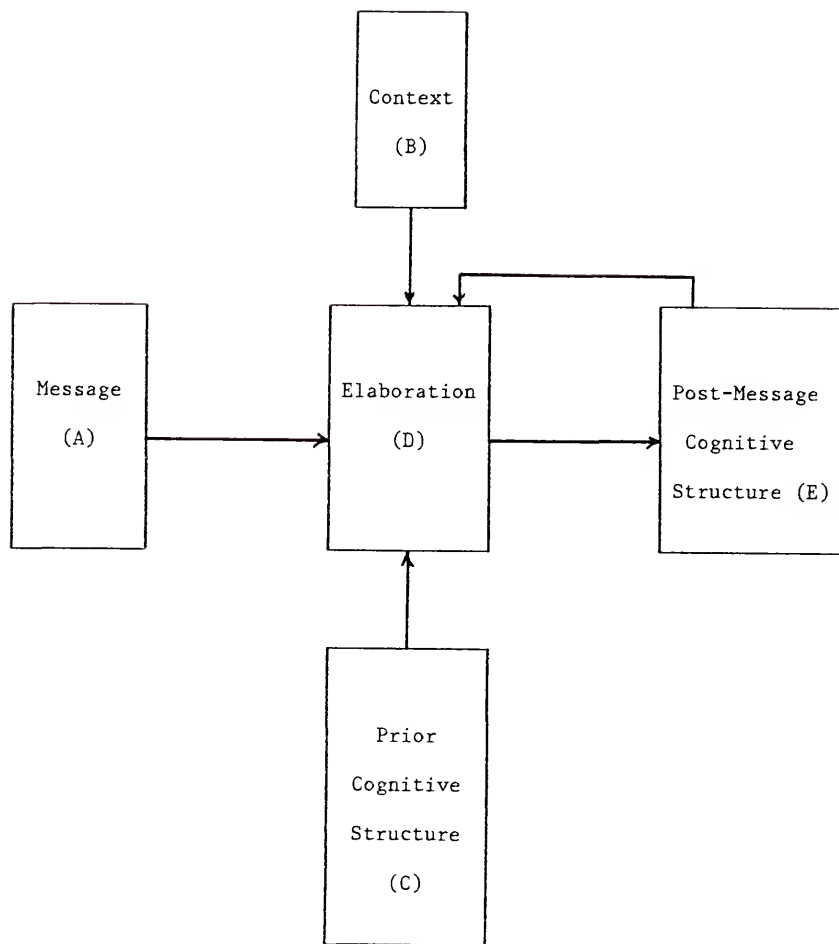 Context
(B)
Message
(A)
Elaboration
(D)
Post-Message
Cognitive
Structure (E)
Prior
Cognitive
Structure
(C)